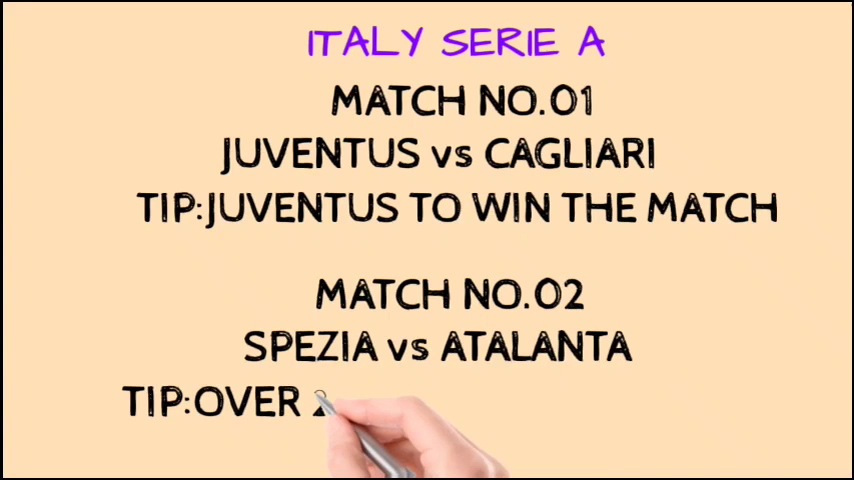 ITALY SERIE A
MATCH NO.01
JUVENTUS vs CAGLIARI
TIP:JUVENTUS TO WIN THE MATCH
MATCH NO.02
SPEZIA vs ATALANTA
TIP:OVER